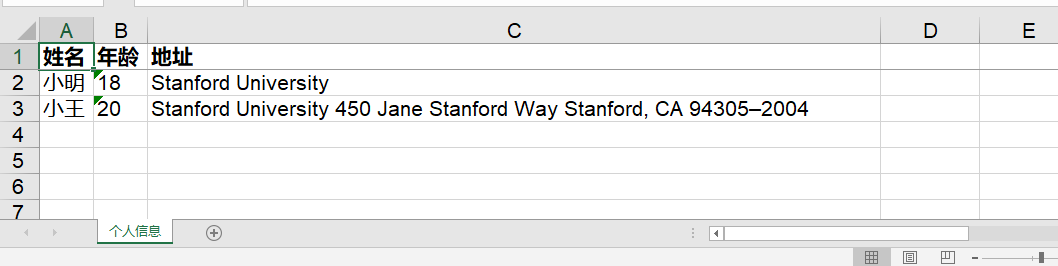 A B C D E
1 姓名 年龄 地址
2 小明 18 Stanford University
3 小王 20 Stanford University 450 Jane Stanford Way Stanford, CA 94305–2004
4
5
6
7
个人信息